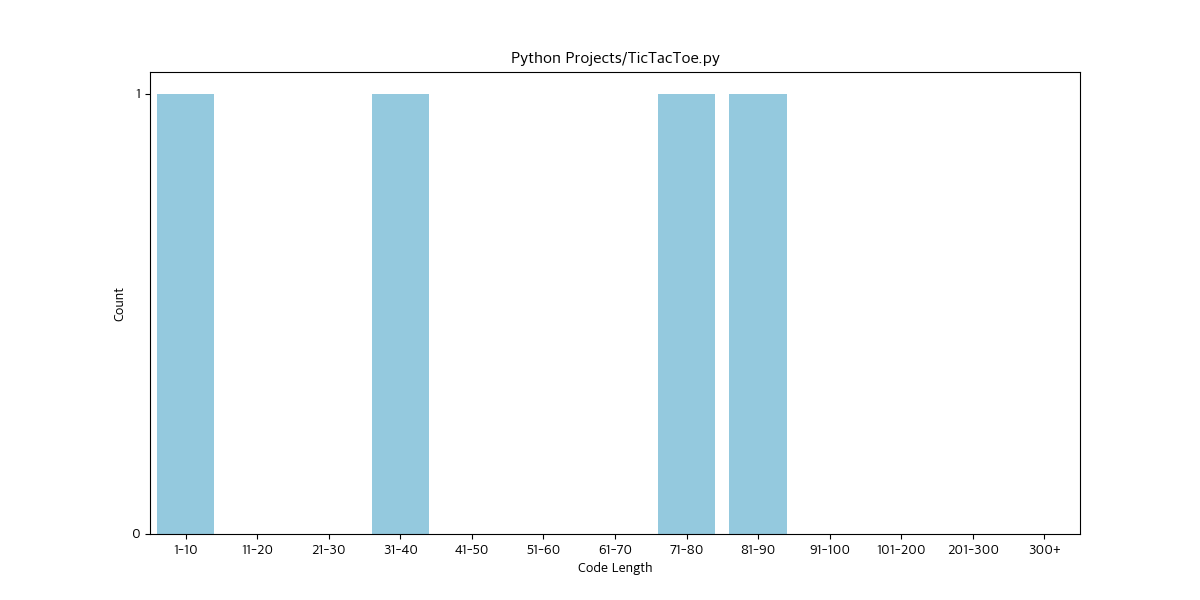 Python Projects/TicTacToe.py
1
Count
0
1-10 11-20 21-30 31-40 41-50 51-60 61-70 71-80 81-90 91-100 101-200 201-300 300+
Code Length